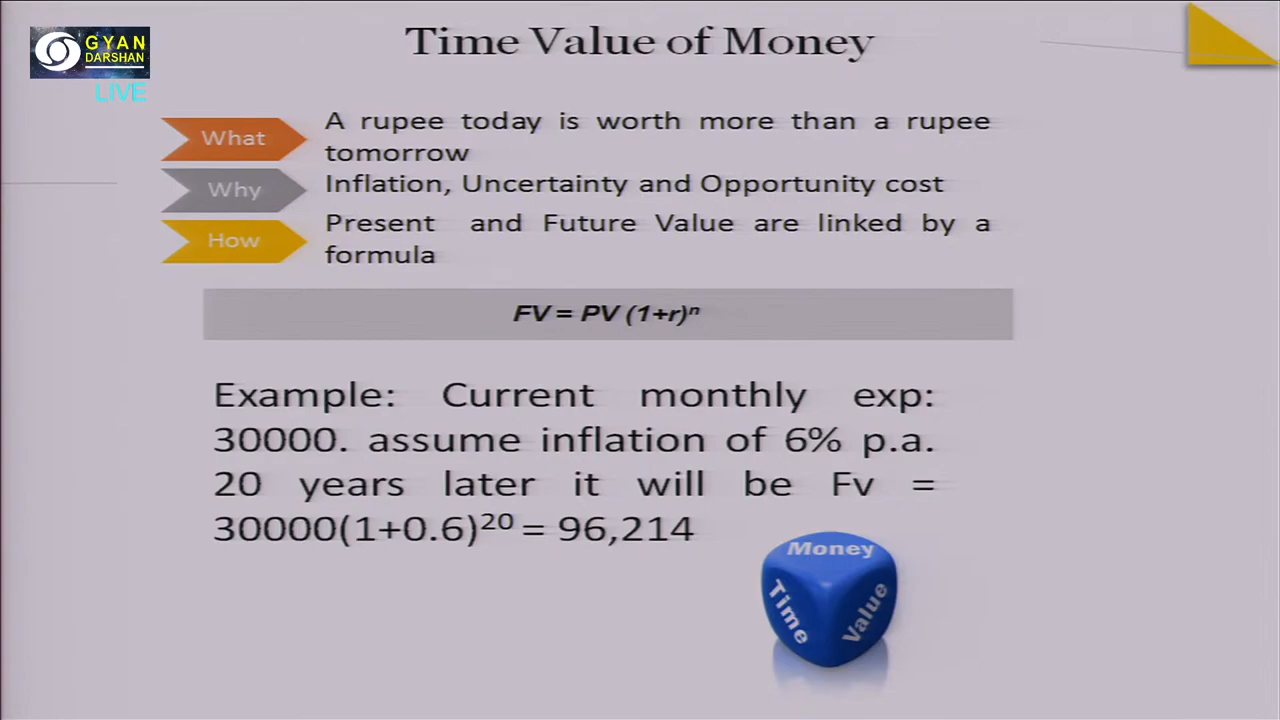 GYAN
DARSHAN
LIVE
Time Value of Money
What
A rupee today is worth more than a rupee
tomorrow
Why
Inflation, Uncertainty and Opportunity cost
How
Present and Future Value are linked by a
formula
FV = PV (1+r)ⁿ
Example: Current monthly exp:
30000. assume inflation of 6% p.a.
20 years later it will be Fv =
30000(1+0.6)²⁰ = 96,214
Money
Time
Value